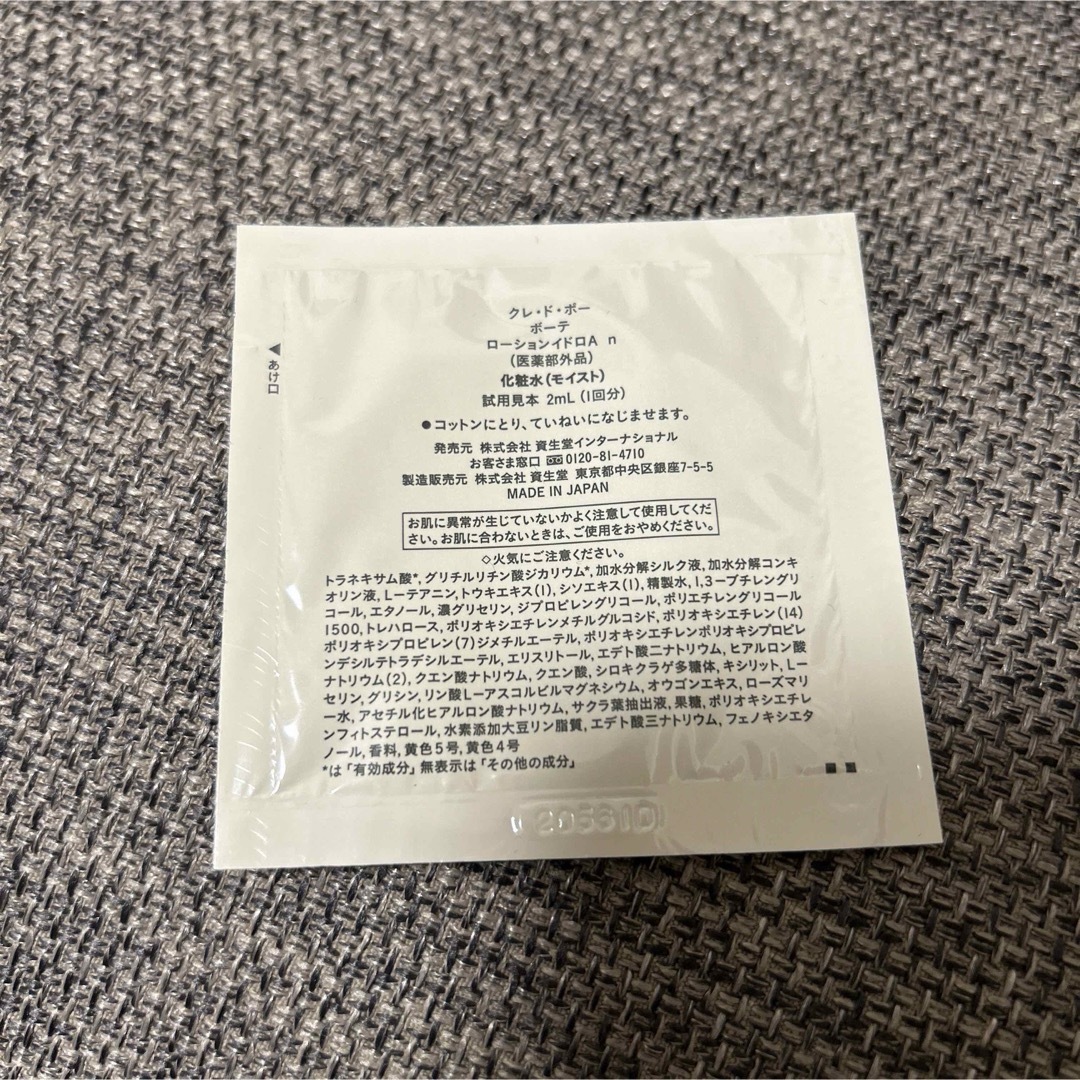 ◀あけ口
クレ・ド・ポー
ボーテ
ローションイドロA n
(医薬部外品)
化粧水(モイスト)
試用見本 2mL(1回分)
●コットンにとり、ていねいになじませます。
発売元 株式会社 資生堂インターナショナル
お客さま窓口 0120-81-4710
製造販売元 株式会社 資生堂 東京都中央区銀座7-5-5
MADE IN JAPAN
お肌に異常が生じていないかよく注意して使用してくだ
さい。お肌に合わないときは、ご使用をおやめください。
◇火気にご注意ください。
トラネキサム酸*, グリチルリチン酸ジカリウム*, 加水分解シルク液, 加水分解コンキ
オリン液, L-テアニン, トウキエキス(1), シソエキス(1), 精製水, 1,3-ブチレングリ
コール, エタノール, 濃グリセリン, ジプロピレングリコール, ポリエチレングリコール
1500, トレハロース, ポリオキシエチレンメチルグルコシド, ポリオキシエチレン(14)
ポリオキシプロピレン(7)ジメチルエーテル, ポリオキシエチレンポリオキシプロピレ
ンデシルテトラデシルエーテル, エリスリトール, エデト酸二ナトリウム, ヒアルロン酸
ナトリウム(2), クエン酸ナトリウム, クエン酸, シロキクラゲ多糖体, キシリット, L-
セリン, グリシン, リン酸L-アスコルビルマグネシウム, オウゴンエキス, ローズマリ
ー水, アセチル化ヒアルロン酸ナトリウム, サクラ葉抽出液, 果糖, ポリオキシエチレ
ンフィトステロール, 水素添加大豆リン脂質, エデト酸三ナトリウム, フェノキシエタ
ノール, 香料, 黄色5号, 黄色4号
*は「有効成分」無表示は「その他の成分」